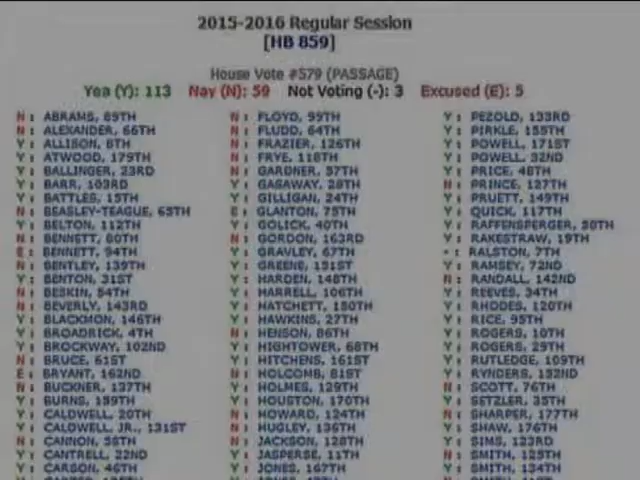 2015-2016 Regular Session
[HB 859]
House Vote #579 (PASSAGE)
Yea (Y): 113 Nay (N): 59 Not Voting (-): 3 Excused (E): 5
N : ABRAMS, 89TH N : FLOYD, 99TH Y : PEZOLD, 133RD
N : ALEXANDER, 66TH N : FLUDD, 64TH Y : PIRKLE, 155TH
Y : ALLISON, 8TH N : FRAZIER, 126TH Y : POWELL, 171ST
Y : ATWOOD, 179TH N : FRYE, 118TH Y : POWELL, 32ND
Y : BALLINGER, 23RD N : GARDNER, 57TH Y : PRICE, 48TH
Y : BARR, 103RD Y : GASAWAY, 28TH N : PRINCE, 127TH
Y : BATTLES, 15TH Y : GILLIGAN, 24TH Y : PRUETT, 149TH
N : BEASLEY-TEAGUE, 65TH E : GLANTON, 75TH Y : QUICK, 117TH
Y : BELTON, 112TH Y : GOLICK, 40TH Y : RAFFENSPERGER, 50TH
N : BENNETT, 80TH N : GORDON, 163RD Y : RAKESTRAW, 19TH
E : BENNETT, 94TH Y : GRAVLEY, 67TH - : RALSTON, 7TH
N : BENTLEY, 139TH Y : GREENE, 151ST Y : RAMSEY, 72ND
Y : BENTON, 31ST Y : HARDEN, 148TH N : RANDALL, 142ND
N : BESKIN, 54TH Y : HARRELL, 106TH Y : REEVES, 34TH
N : BEVERLY, 143RD Y : HATCHETT, 150TH Y : RHODES, 120TH
Y : BLACKMON, 146TH Y : HAWKINS, 27TH Y : RICE, 95TH
Y : BROADRICK, 4TH N : HENSON, 86TH Y : ROGERS, 10TH
Y : BROCKWAY, 102ND Y : HIGHTOWER, 68TH Y : ROGERS, 29TH
N : BRUCE, 61ST Y : HITCHENS, 161ST Y : RUTLEDGE, 109TH
E : BRYANT, 162ND N : HOLCOMB, 81ST Y : RYNDERS, 152ND
N : BUCKNER, 137TH Y : HOLMES, 129TH N : SCOTT, 76TH
Y : BURNS, 159TH Y : HOUSTON, 170TH Y : SETZLER, 35TH
Y : CALDWELL, 20TH N : HOWARD, 124TH N : SHARPER, 177TH
Y : CALDWELL, JR., 131ST N : HUGLEY, 136TH Y : SHAW, 176TH
N : CANNON, 58TH N : JACKSON, 128TH Y : SIMS, 123RD
Y : CANTRELL, 22ND Y : JASPERSE, 11TH N : SMITH, 125TH
Y : CARSON, 46TH Y : JONES, 167TH Y : SMITH, 134TH